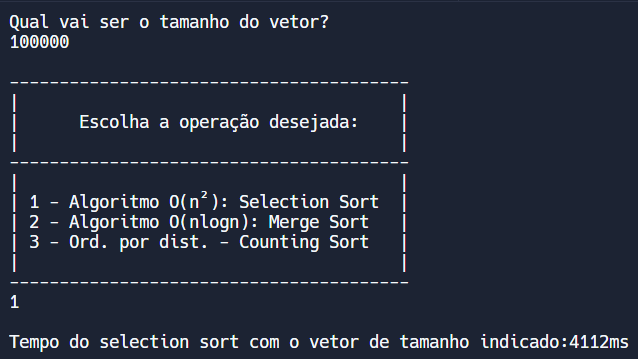 Qual vai ser o tamanho do vetor?
100000
----------------------------------------
|                                      |
|      Escolha a operação desejada:    |
|                                      |
----------------------------------------
|                                      |
| 1 - Algoritmo O(n²): Selection Sort  |
| 2 - Algoritmo O(nlogn): Merge Sort   |
| 3 - Ord. por dist. - Counting Sort   |
|                                      |
----------------------------------------
1
Tempo do selection sort com o vetor de tamanho indicado:4112ms